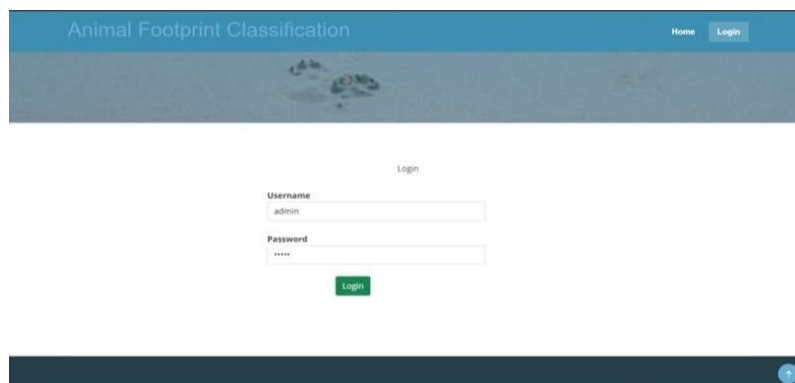 Animal Footprint Classification
Home Login
Login
Username
admin
Password
•••••
Login